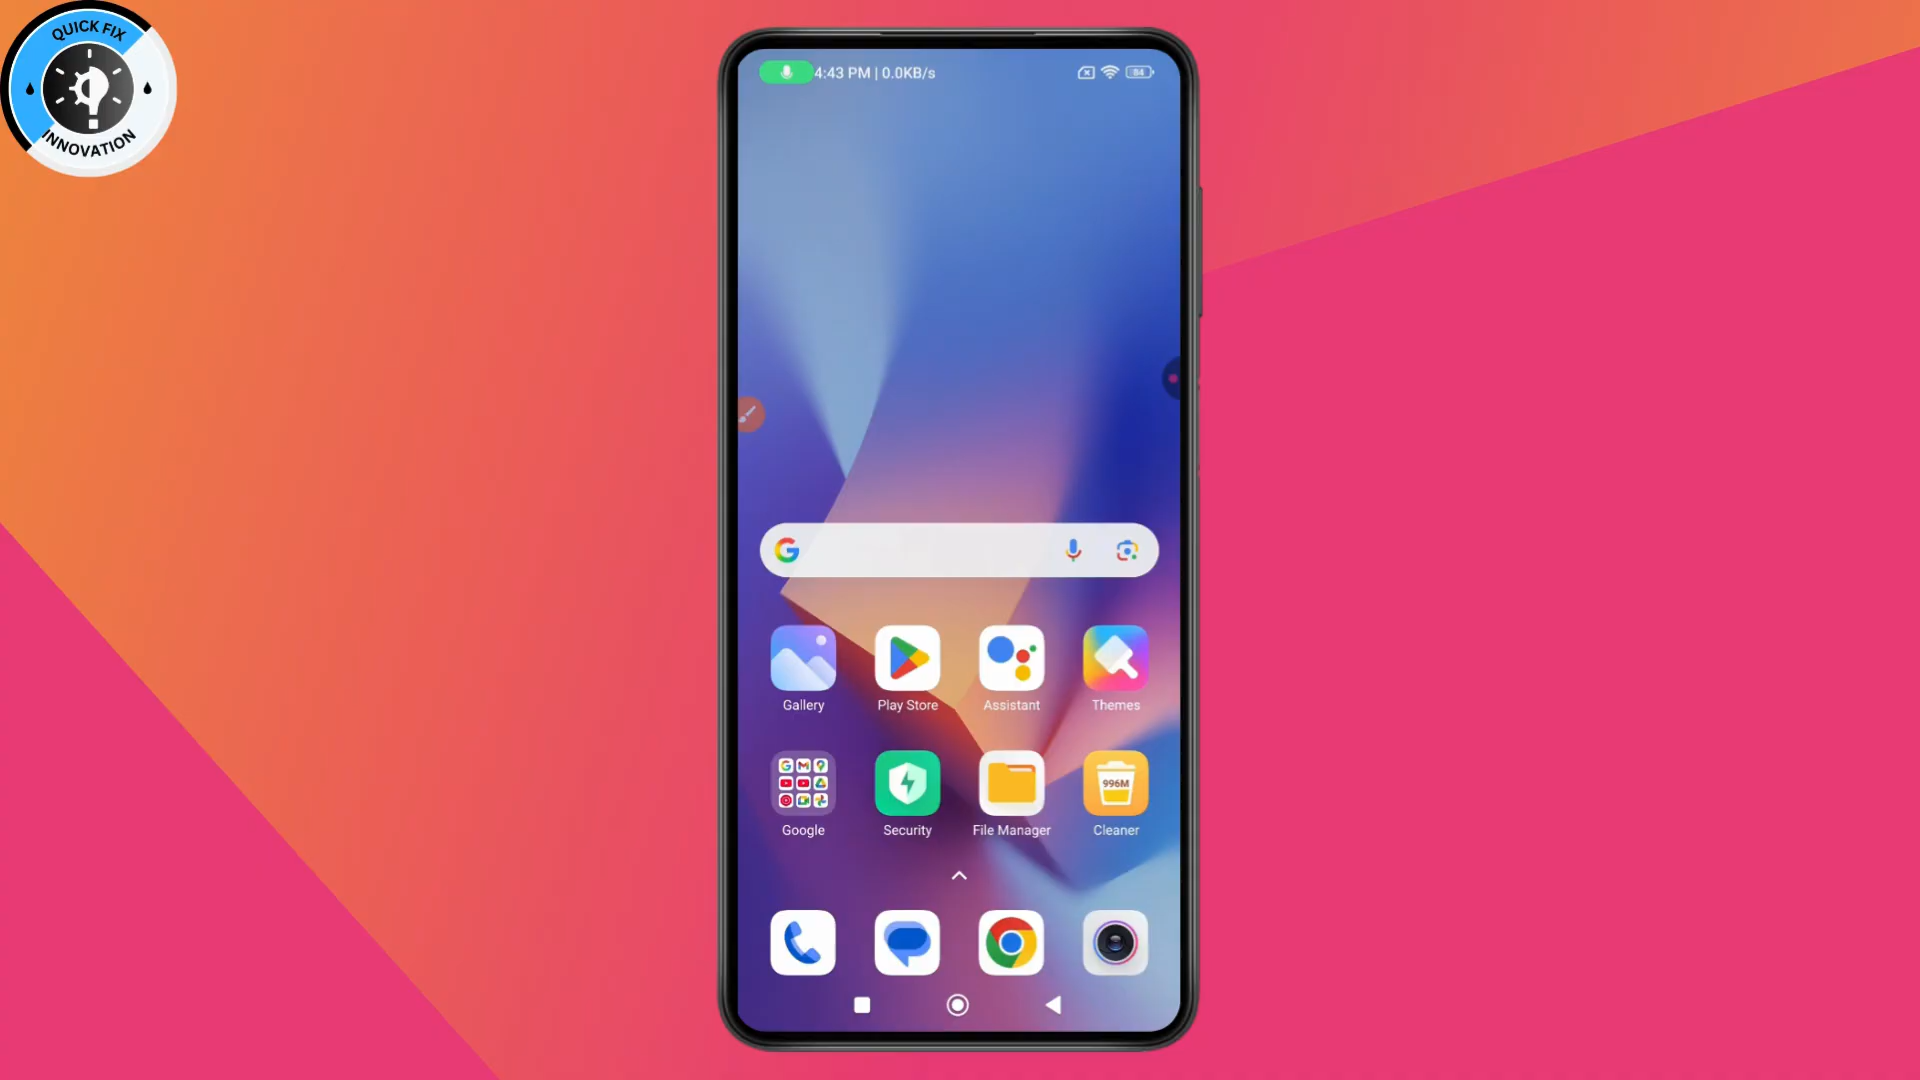 QUICK FIX
INNOVATION
4:43 PM | 0.0KB/s
84
Gallery
Play Store
Assistant
Themes
Google
Security
File Manager
996M
Cleaner